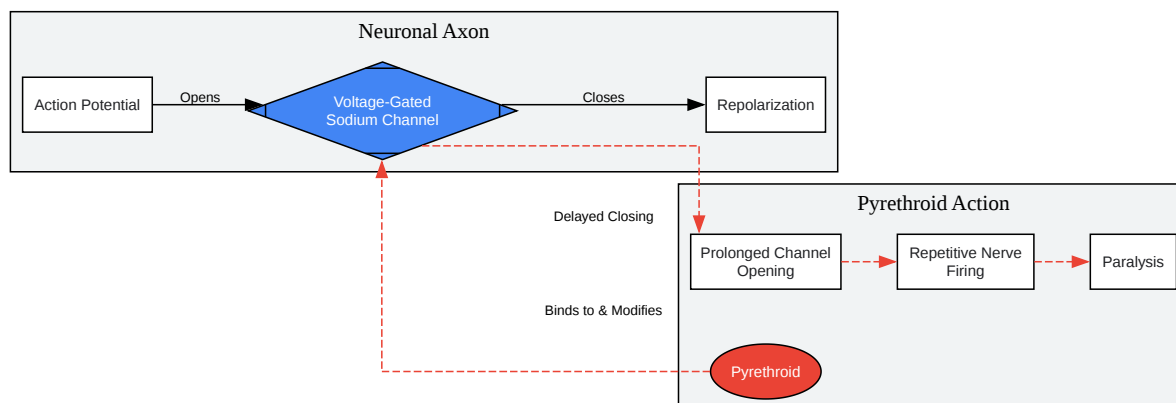 Neuronal Axon
Action Potential
Opens
Voltage-Gated
Sodium Channel
Closes
Repolarization
Pyrethroid Action
Delayed Closing
Prolonged Channel
Opening
Repetitive Nerve
Firing
Paralysis
Binds to & Modifies
Pyrethroid